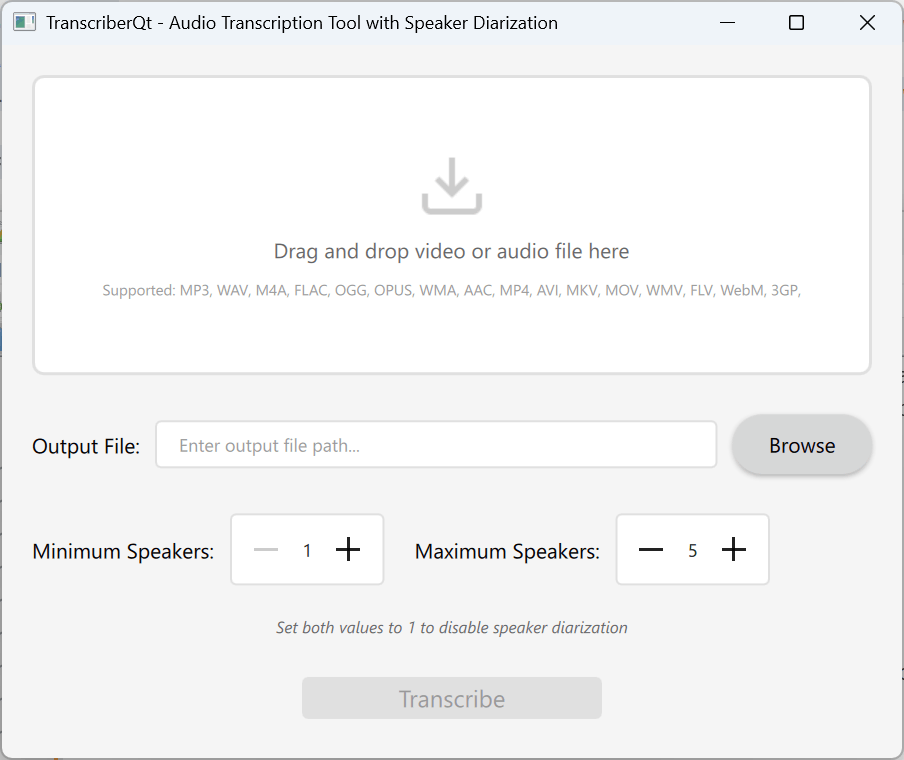 TranscriberQt - Audio Transcription Tool with Speaker Diarization
Drag and drop video or audio file here
Supported: MP3, WAV, M4A, FLAC, OGG, OPUS, WMA, AAC, MP4, AVI, MKV, MOV, WMV, FLV, WebM, 3GP,
Output File: Enter output file path... Browse
Minimum Speakers: 1 Maximum Speakers: 5
Set both values to 1 to disable speaker diarization
Transcribe